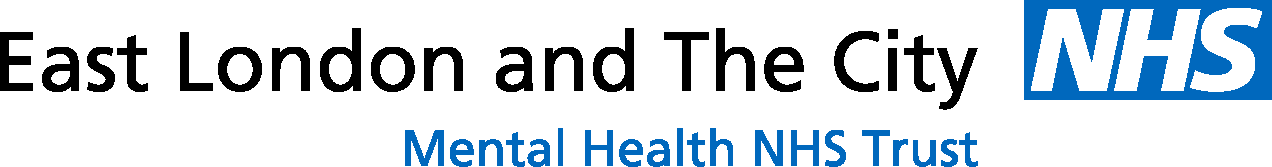 East London and The City NHS
Mental Health NHS Trust